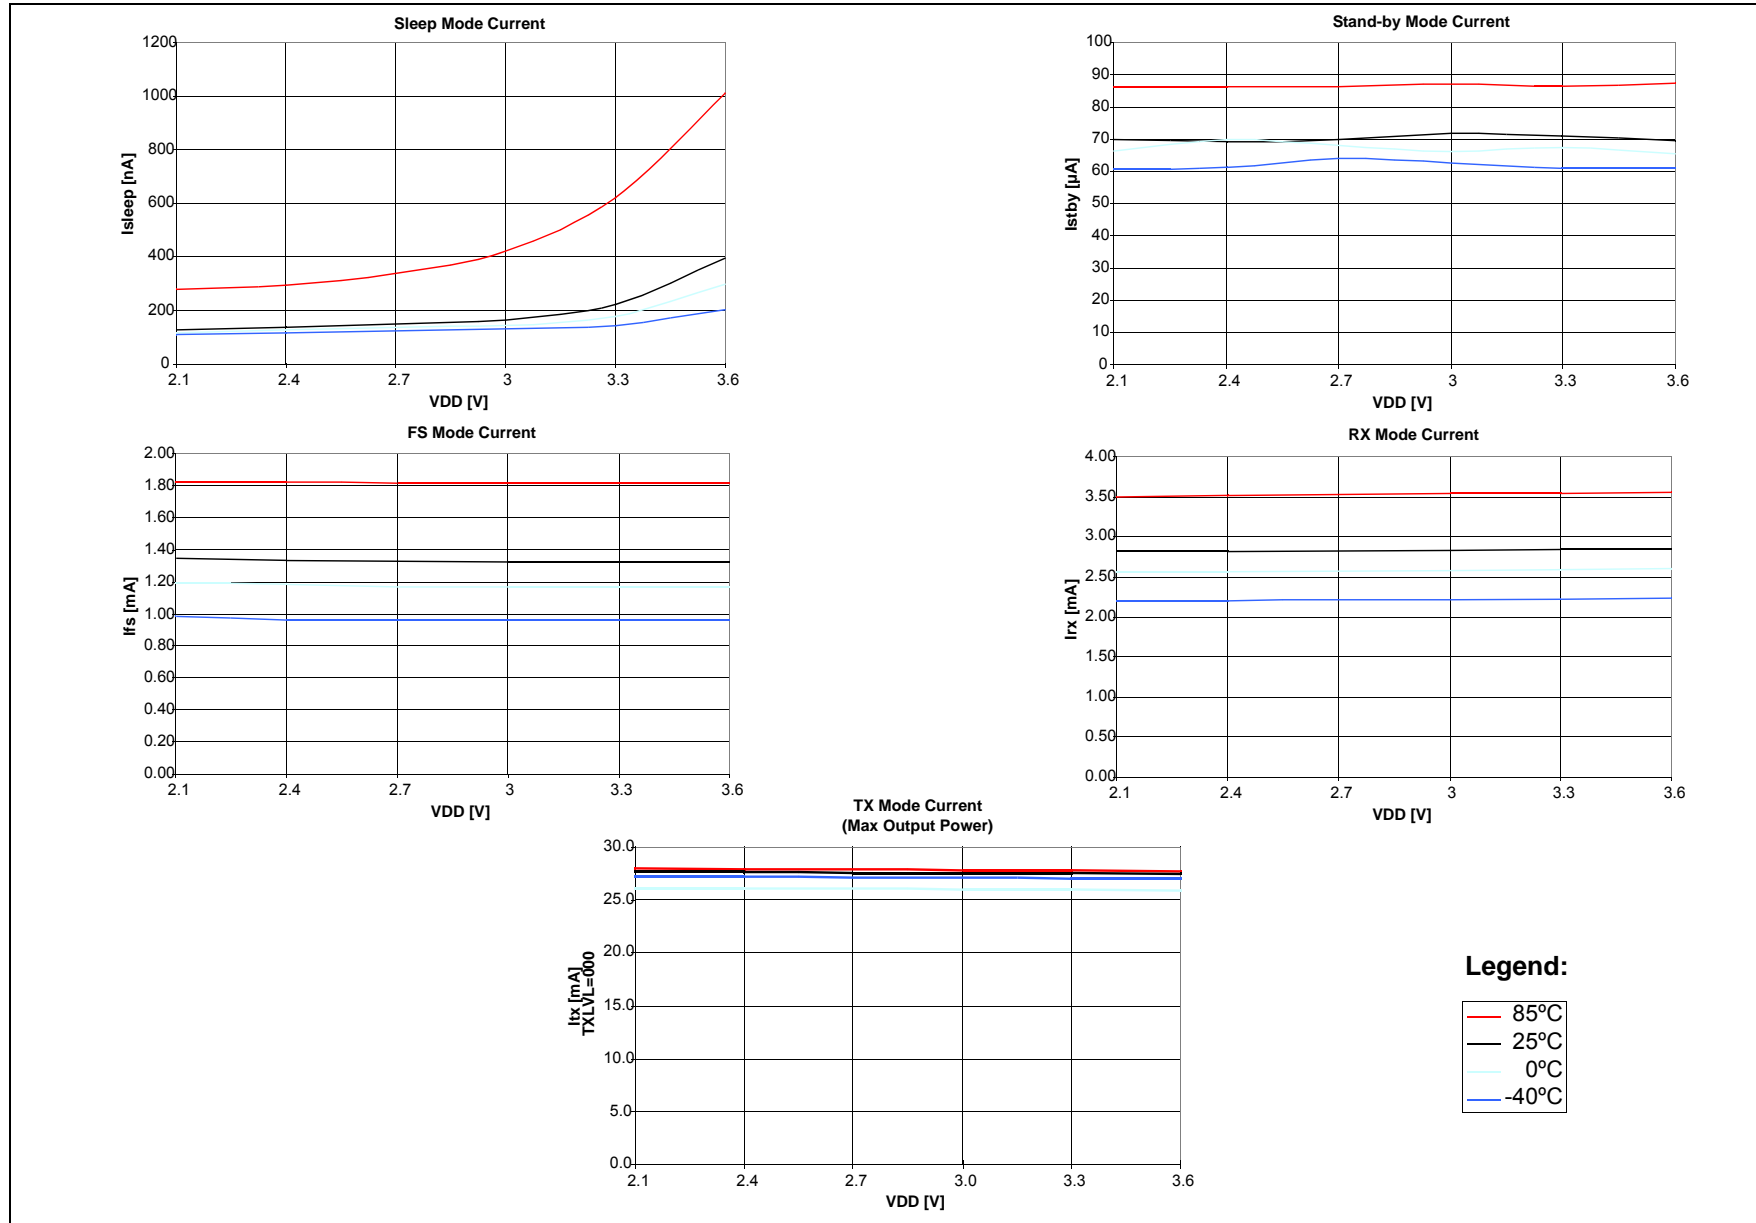 Sleep Mode Current
1200
1000
800
600
400
200
0
Isleep [nA]
2.1 2.4 2.7 3 3.3 3.6
VDD [V]
Stand-by Mode Current
100
90
80
70
60
50
40
30
20
10
0
Istby [µA]
2.1 2.4 2.7 3 3.3 3.6
VDD [V]
FS Mode Current
2.00
1.80
1.60
1.40
1.20
1.00
0.80
0.60
0.40
0.20
0.00
Ifs [mA]
2.1 2.4 2.7 3 3.3 3.6
VDD [V]
RX Mode Current
4.00
3.50
3.00
2.50
2.00
1.50
1.00
0.50
0.00
Irx [mA]
2.1 2.4 2.7 3 3.3 3.6
VDD [V]
TX Mode Current
(Max Output Power)
30.0
25.0
20.0
15.0
10.0
5.0
0.0
Itx [mA]
TXLVL=000
2.1 2.4 2.7 3.0 3.3 3.6
VDD [V]
Legend:
85ºC
25ºC
0ºC
-40ºC